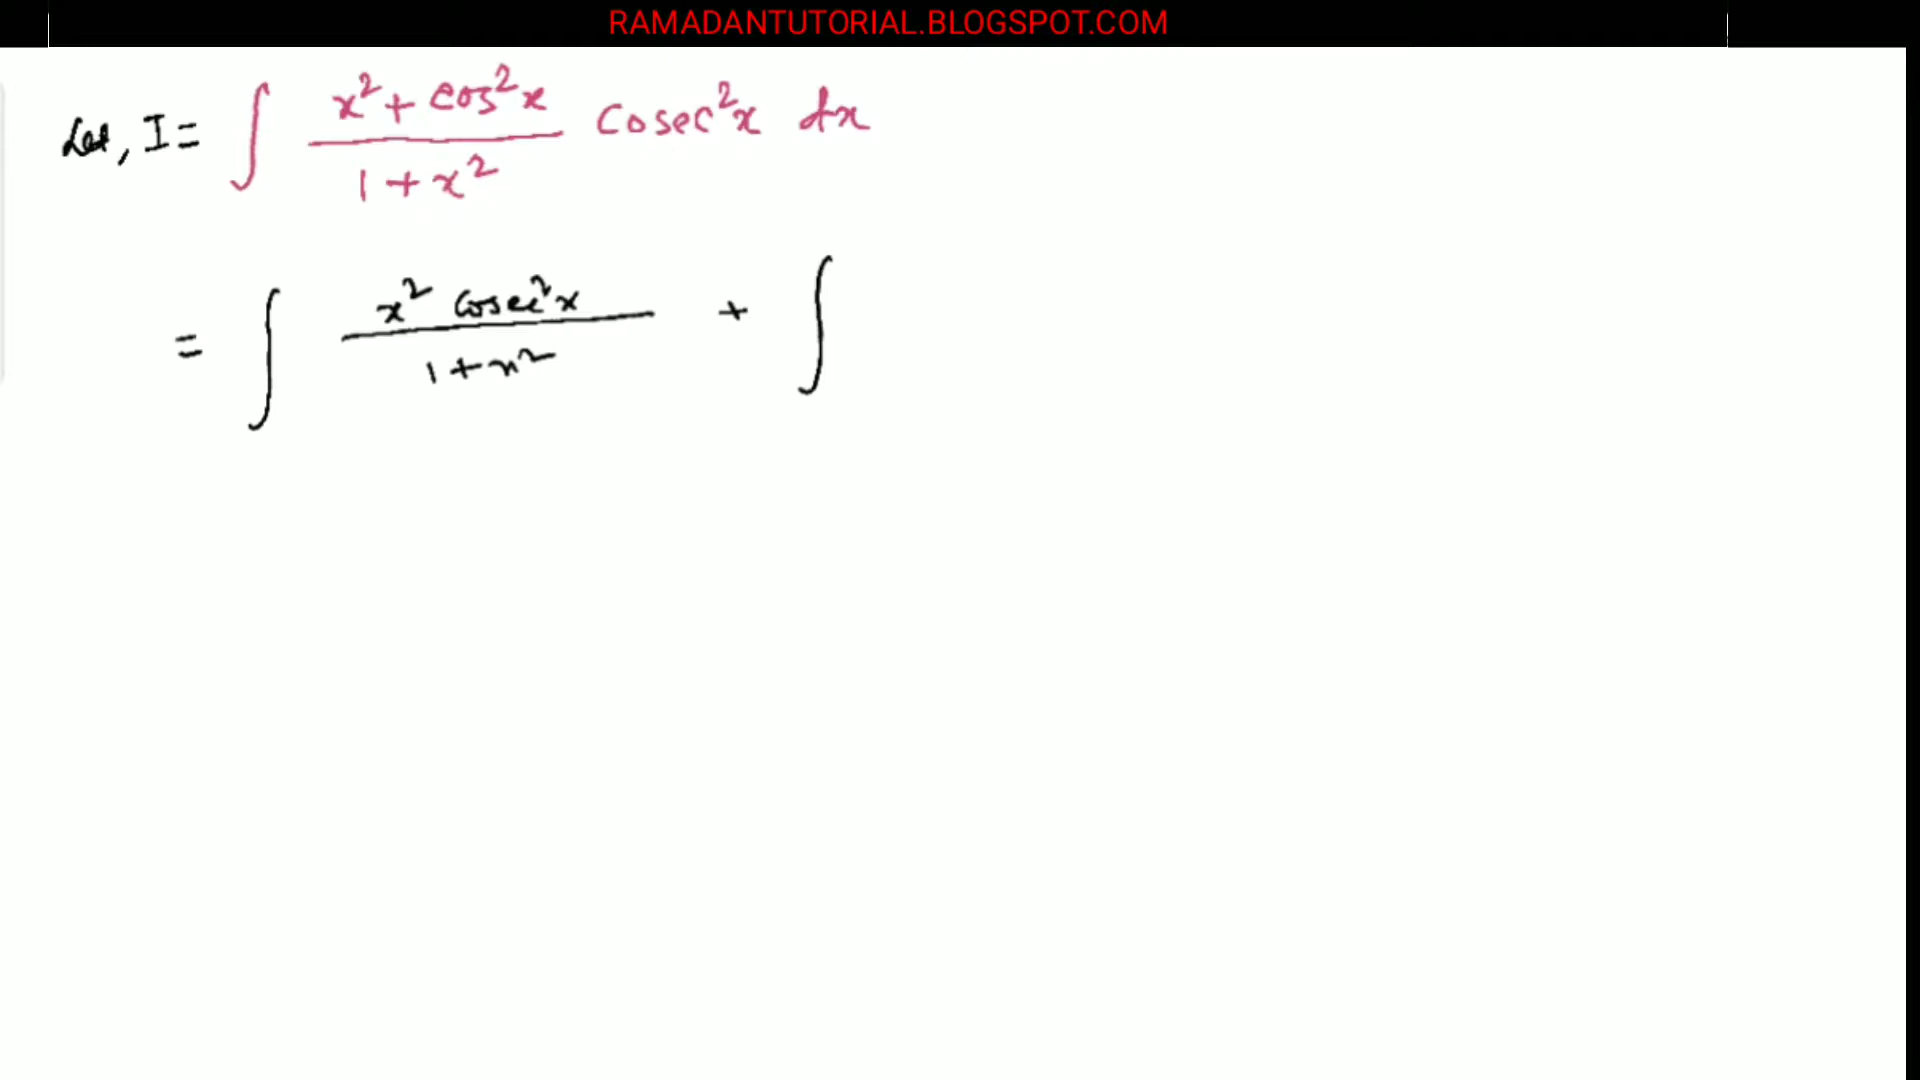 RAMADANTUTORIAL.BLOGSPOT.COM
Let, I = ∫ (x² + cos²x)/(1 + x²) cosec²x dx
= ∫ (x² cosec²x)/(1 + x²) + ∫